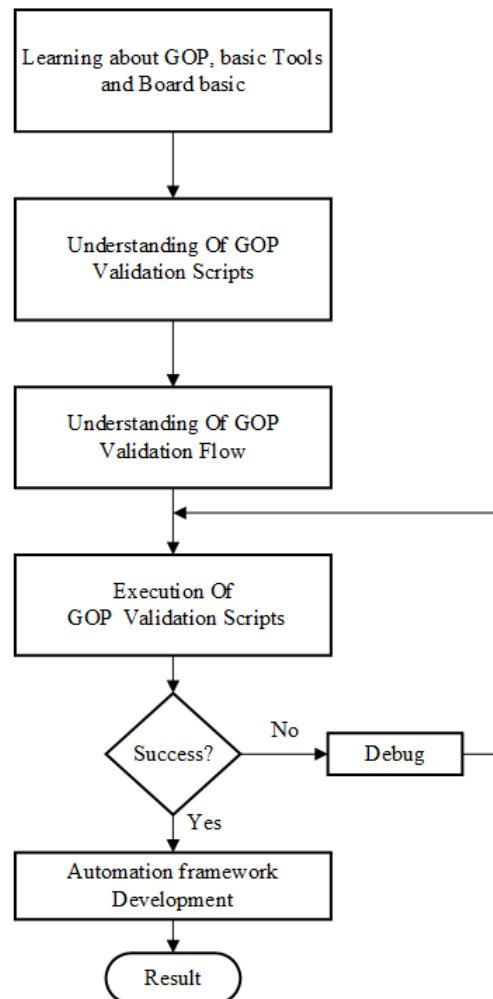 Learning about GOP, basic Tools
and Board basic
Understanding Of GOP
Validation Scripts
Understanding Of GOP
Validation Flow
Execution Of
GOP Validation Scripts
Success?
No
Debug
Yes
Automation framework
Development
Result